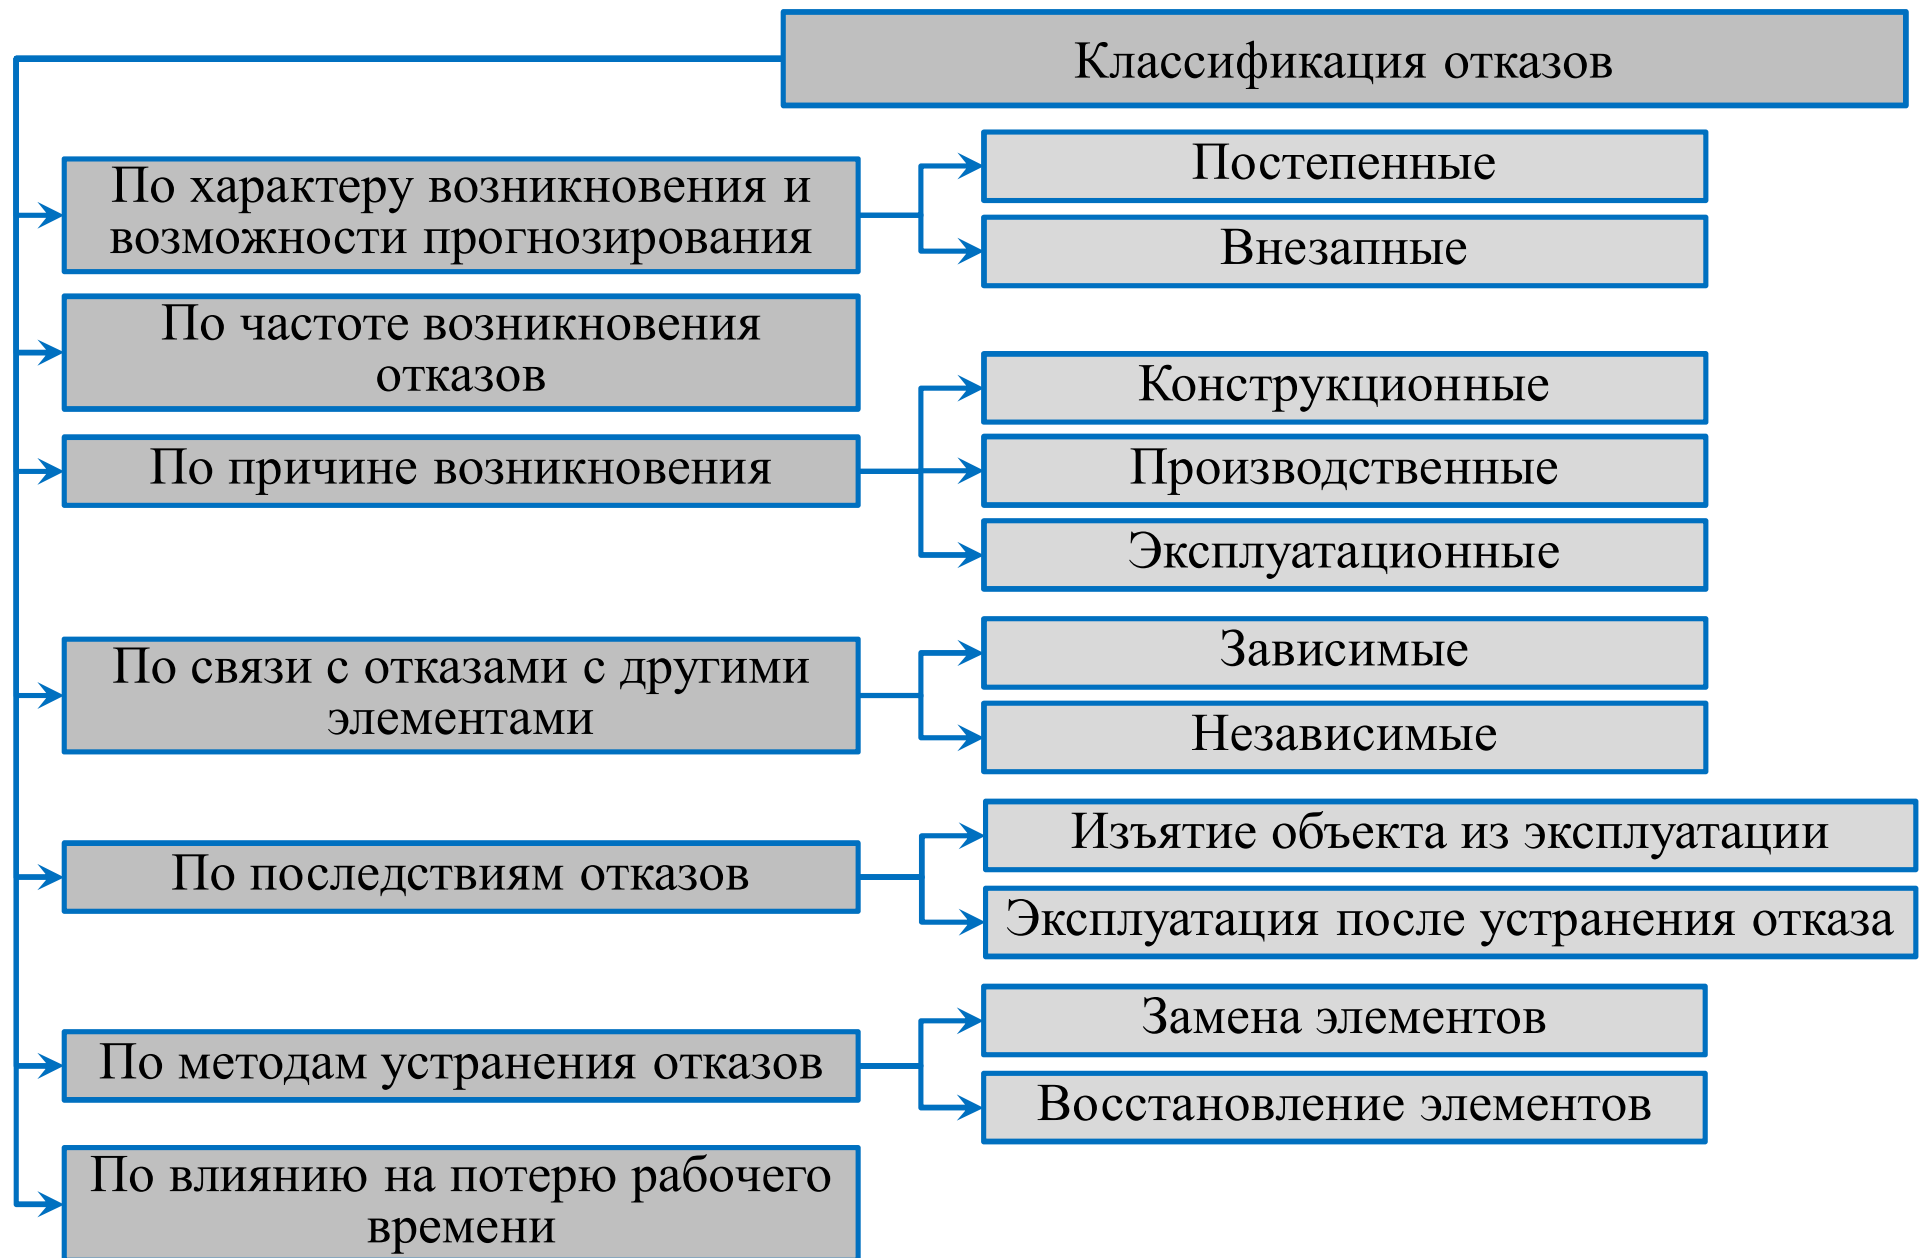 Классификация отказов
По характеру возникновения и
возможности прогнозирования
Постепенные
Внезапные
По частоте возникновения
отказов
По причине возникновения
Конструкционные
Производственные
Эксплуатационные
По связи с отказами с другими
элементами
Зависимые
Независимые
По последствиям отказов
Изъятие объекта из эксплуатации
Эксплуатация после устранения отказа
По методам устранения отказов
Замена элементов
Восстановление элементов
По влиянию на потерю рабочего
времени